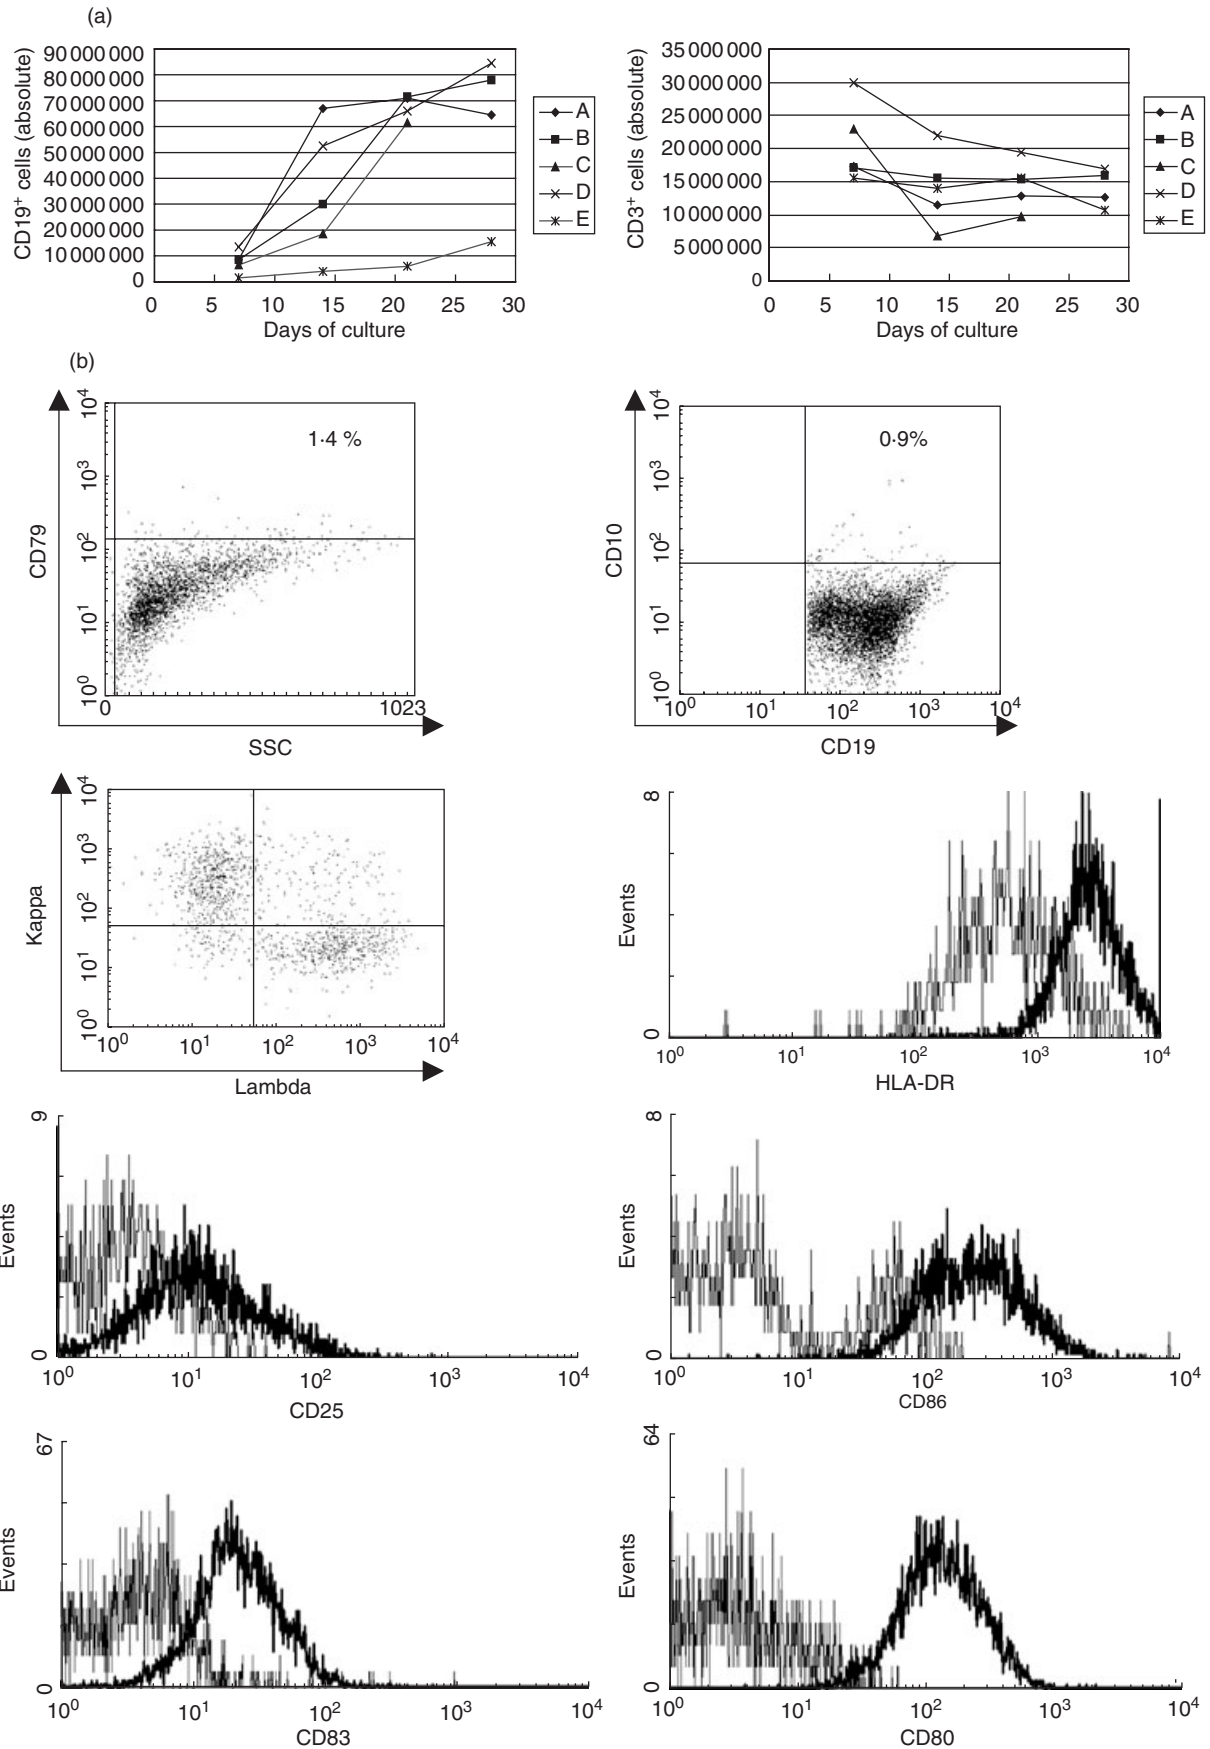 (a)
CD19+ cells (absolute)
90 000 000
80 000 000
70 000 000
60 000 000
50 000 000
40 000 000
30 000 000
20 000 000
10 000 000
0
0 5 10 15 20 25 30
Days of culture
A
B
C
D
E
CD3+ cells (absolute)
35 000 000
30 000 000
25 000 000
20 000 000
15 000 000
10 000 000
5 000 000
0
0 5 10 15 20 25 30
Days of culture
A
B
C
D
E
(b)
CD79
10^4
10^3
10^2
10^1
10^0
1·4 %
0 1023
SSC
CD10
10^4
10^3
10^2
10^1
10^0
0·9%
10^0 10^1 10^2 10^3 10^4
CD19
Kappa
10^4
10^3
10^2
10^1
10^0
10^0 10^1 10^2 10^3 10^4
Lambda
Events
8
0
10^0 10^1 10^2 10^3 10^4
HLA-DR
Events
9
0
10^0 10^1 10^2 10^3 10^4
CD25
Events
8
0
10^0 10^1 10^2 10^3 10^4
CD86
Events
67
0
10^0 10^1 10^2 10^3 10^4
CD83
Events
64
0
10^0 10^1 10^2 10^3 10^4
CD80